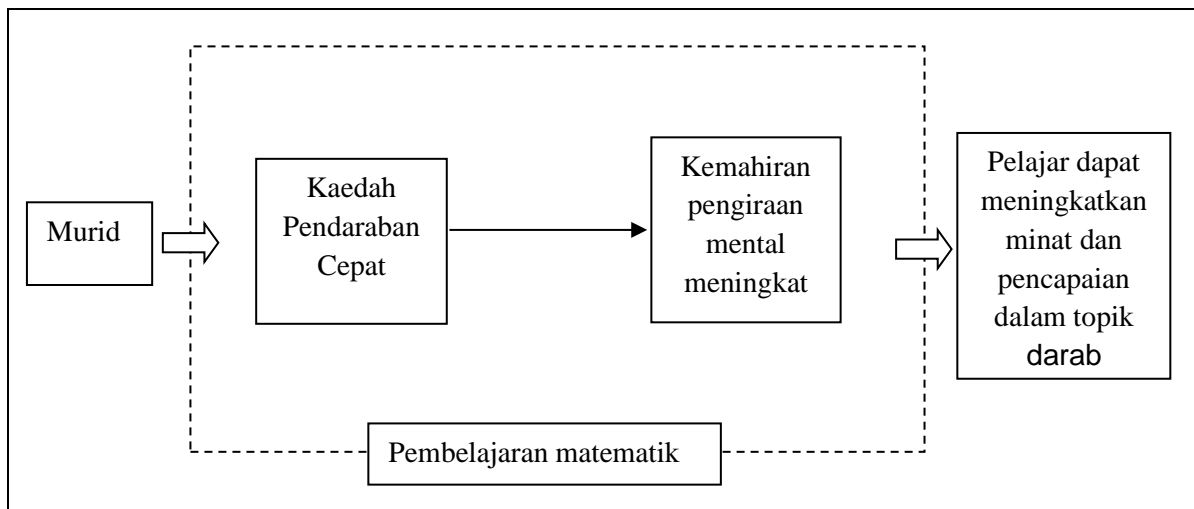 Murid
Kaedah
Pendaraban
Cepat
Kemahiran
pengiraan
mental
meningkat
Pelajar dapat
meningkatkan
minat dan
pencapaian
dalam topik
darab
Pembelajaran matematik